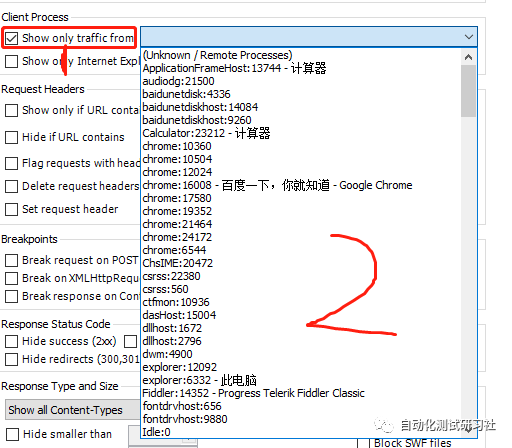 Client Process
Show only traffic from
Show only Internet Expl
(Unknown / Remote Processes)
ApplicationFrameHost:13744 - 计算器
audiodg:21500
baidunetdisk:4336
baidunetdiskhost:14084
baidunetdiskhost:9260
Calculator:23212 - 计算器
chrome:10360
chrome:10504
chrome:12024
chrome:16008 - 百度一下，你就知道 - Google Chrome
chrome:17580
chrome:19352
chrome:21464
chrome:24172
chrome:6544
ChsIME:20472
csrss:22380
csrss:560
ctfmon:10936
dasHost:15004
dllhost:1672
dllhost:2796
dwm:4900
explorer:12092
explorer:6332 - 此电脑
Fiddler:14352 - Progress Telerik Fiddler Classic
fontdrvhost:656
fontdrvhost:9880
Idle:0
Request Headers
Show only if URL conta
Hide if URL contains
Flag requests with head
Delete request headers
Set request header
Breakpoints
Break request on POST
Break on XMLHttpRequ
Break response on Con
Response Status Code
Hide success (2xx)
Hide redirects (300,301
Response Type and Size
Show all Content-Types
Hide smaller than
Block SWF files
1
2
自动化测试研习社